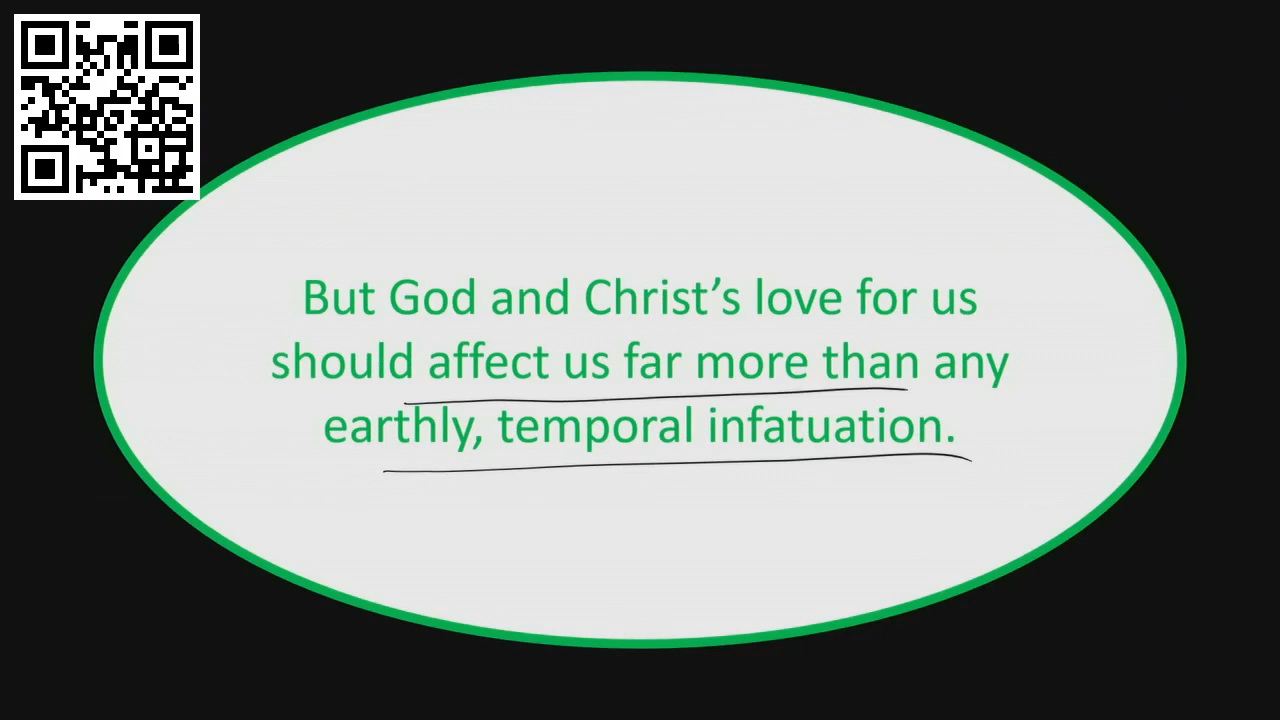 But God and Christ’s love for us
should affect us far more than any
earthly, temporal infatuation.